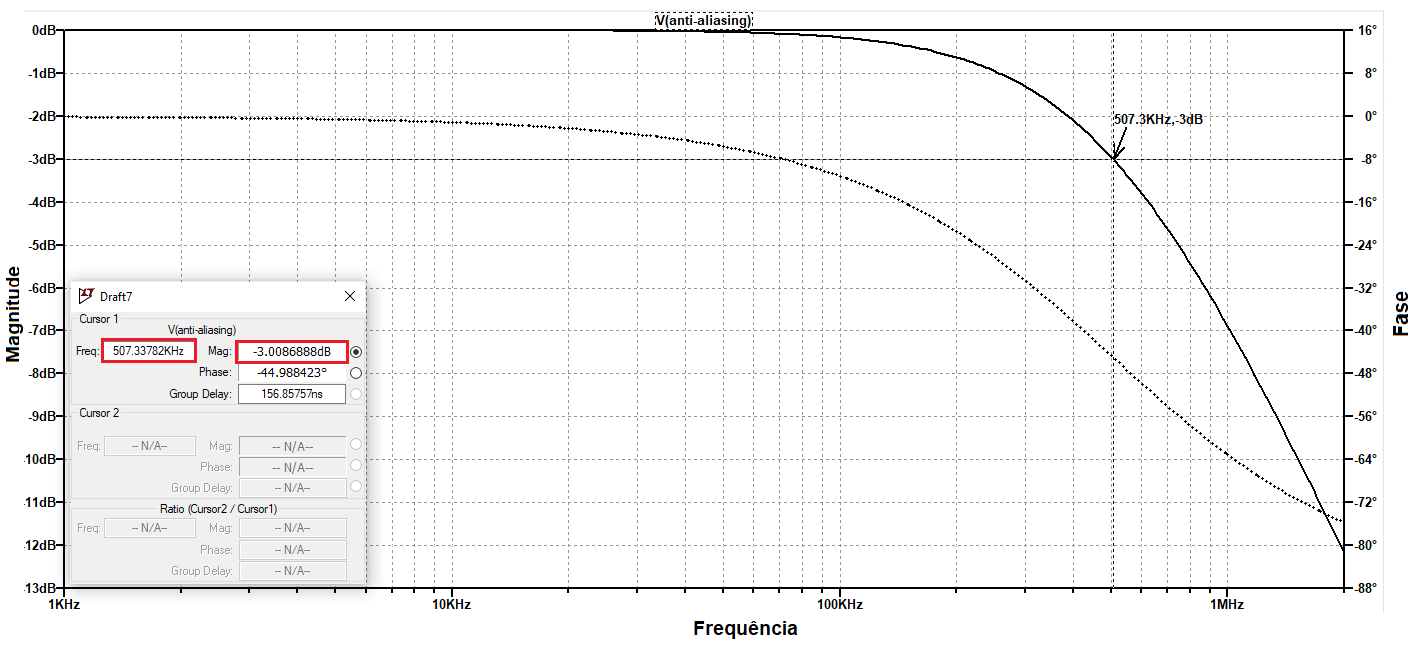 V(anti-aliasing)
0dB
-1dB
-2dB
-3dB
-4dB
-5dB
-6dB
-7dB
-8dB
-9dB
-10dB
-11dB
-12dB
-13dB
Magnitude
16°
8°
0°
-8°
-16°
-24°
-32°
-40°
-48°
-56°
-64°
-72°
-80°
-88°
Fase
507.3KHz,-3dB
Draft7
Cursor 1
V(anti-aliasing)
Freq: 507.33782KHz Mag: -3.0086888dB
Phase: -44.988423°
Group Delay: 156.85757ns
Cursor 2
Freq: -- N/A-- Mag: -- N/A--
Phase: -- N/A--
Group Delay: -- N/A--
Ratio (Cursor2 / Cursor1)
Freq: -- N/A-- Mag: -- N/A--
Phase: -- N/A--
Group Delay: -- N/A--
1KHz 10KHz 100KHz 1MHz
Frequência